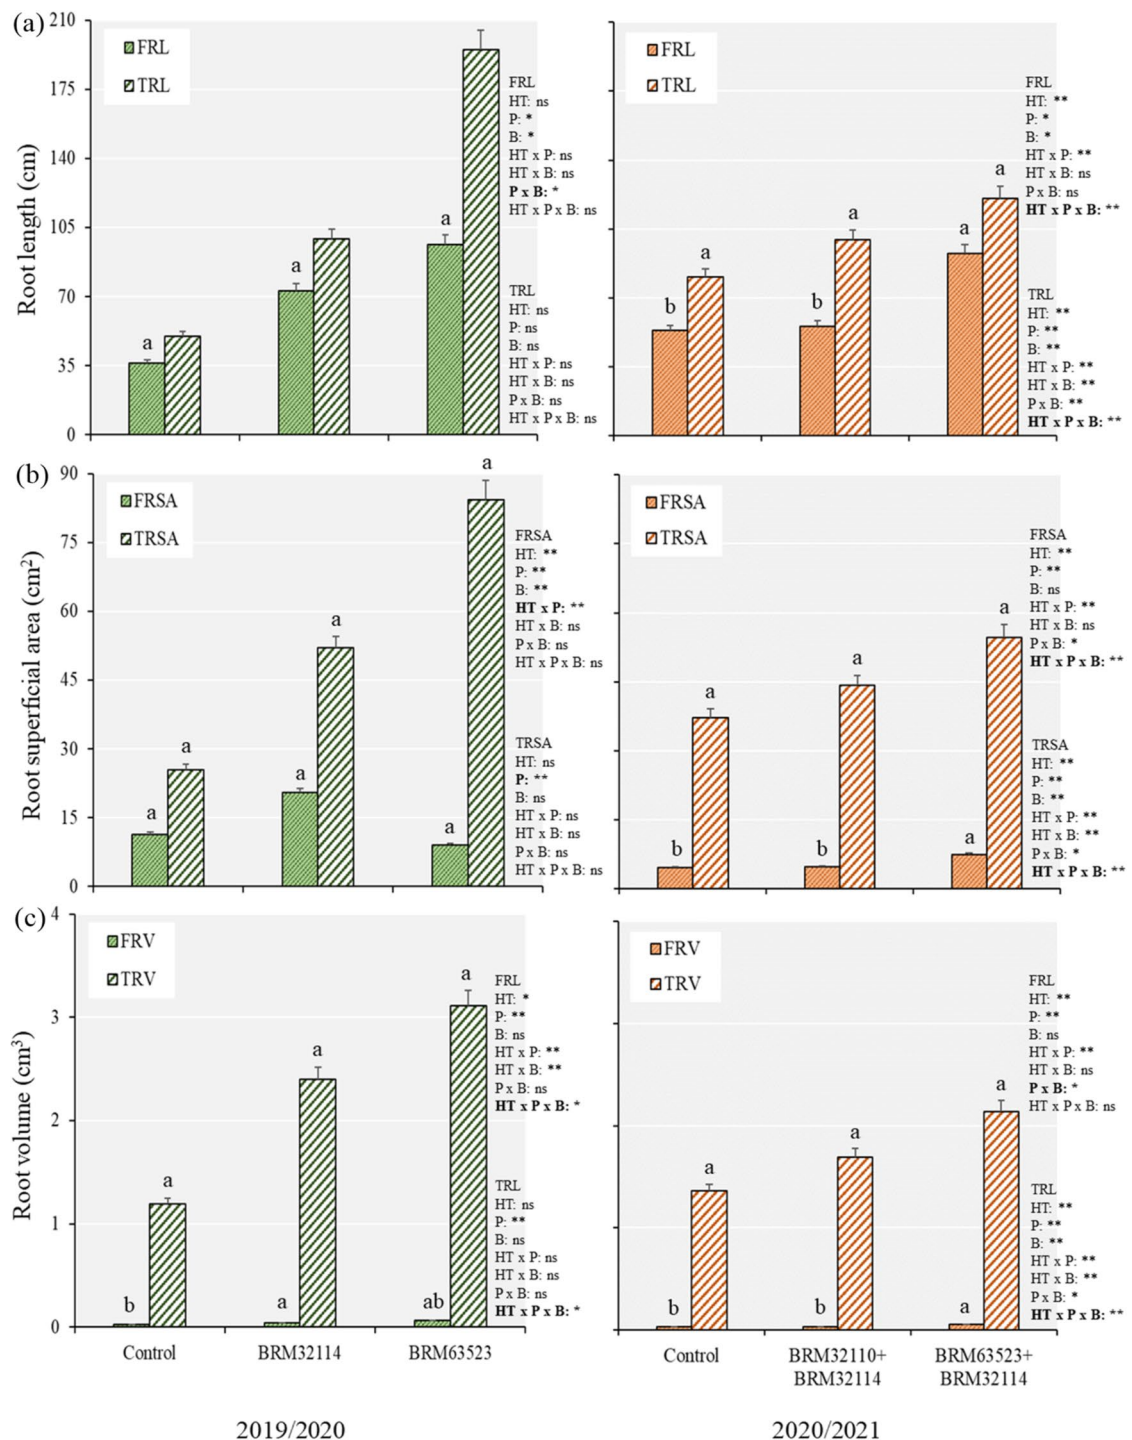 (a)
210
175
140
105
70
35
0
Root length (cm)
FRL
TRL
a
a
a
FRL
HT: ns
P: *
B: *
HT x P: ns
HT x B: ns
P x B: *
HT x P x B: ns
TRL
HT: ns
P: ns
B: ns
HT x P: ns
HT x B: ns
P x B: ns
HT x P x B: ns
FRL
TRL
b
a
b
a
a
a
FRL
HT: **
P: *
B: *
HT x P: **
HT x B: ns
P x B: ns
HT x P x B: **
TRL
HT: **
P: **
B: **
HT x P: **
HT x B: **
P x B: **
HT x P x B: **
(b)
90
75
60
45
30
15
0
Root superficial area (cm²)
FRSA
TRSA
a
a
a
a
a
a
FRSA
HT: **
P: **
B: **
HT x P: **
HT x B: ns
P x B: ns
HT x P x B: ns
TRSA
HT: ns
P: **
B: ns
HT x P: ns
HT x B: ns
P x B: ns
HT x P x B: ns
FRSA
TRSA
b
a
b
a
a
a
FRSA
HT: **
P: **
B: ns
HT x P: **
HT x B: ns
P x B: *
HT x P x B: **
TRSA
HT: **
P: **
B: **
HT x P: **
HT x B: **
P x B: *
HT x P x B: **
(c)
4
3
2
1
0
Root volume (cm³)
FRV
TRV
b
a
a
a
ab
a
FRL
HT: *
P: **
B: ns
HT x P: **
HT x B: **
P x B: ns
HT x P x B: *
TRL
HT: ns
P: **
B: ns
HT x P: ns
HT x B: ns
P x B: ns
HT x P x B: *
Control
BRM32114
BRM63523
2019/2020
FRV
TRV
b
a
b
a
a
a
FRL
HT: **
P: **
B: ns
HT x P: **
HT x B: ns
P x B: *
HT x P x B: ns
TRL
HT: **
P: **
B: **
HT x P: **
HT x B: **
P x B: *
HT x P x B: **
Control
BRM32110+
BRM32114
BRM63523+
BRM32114
2020/2021